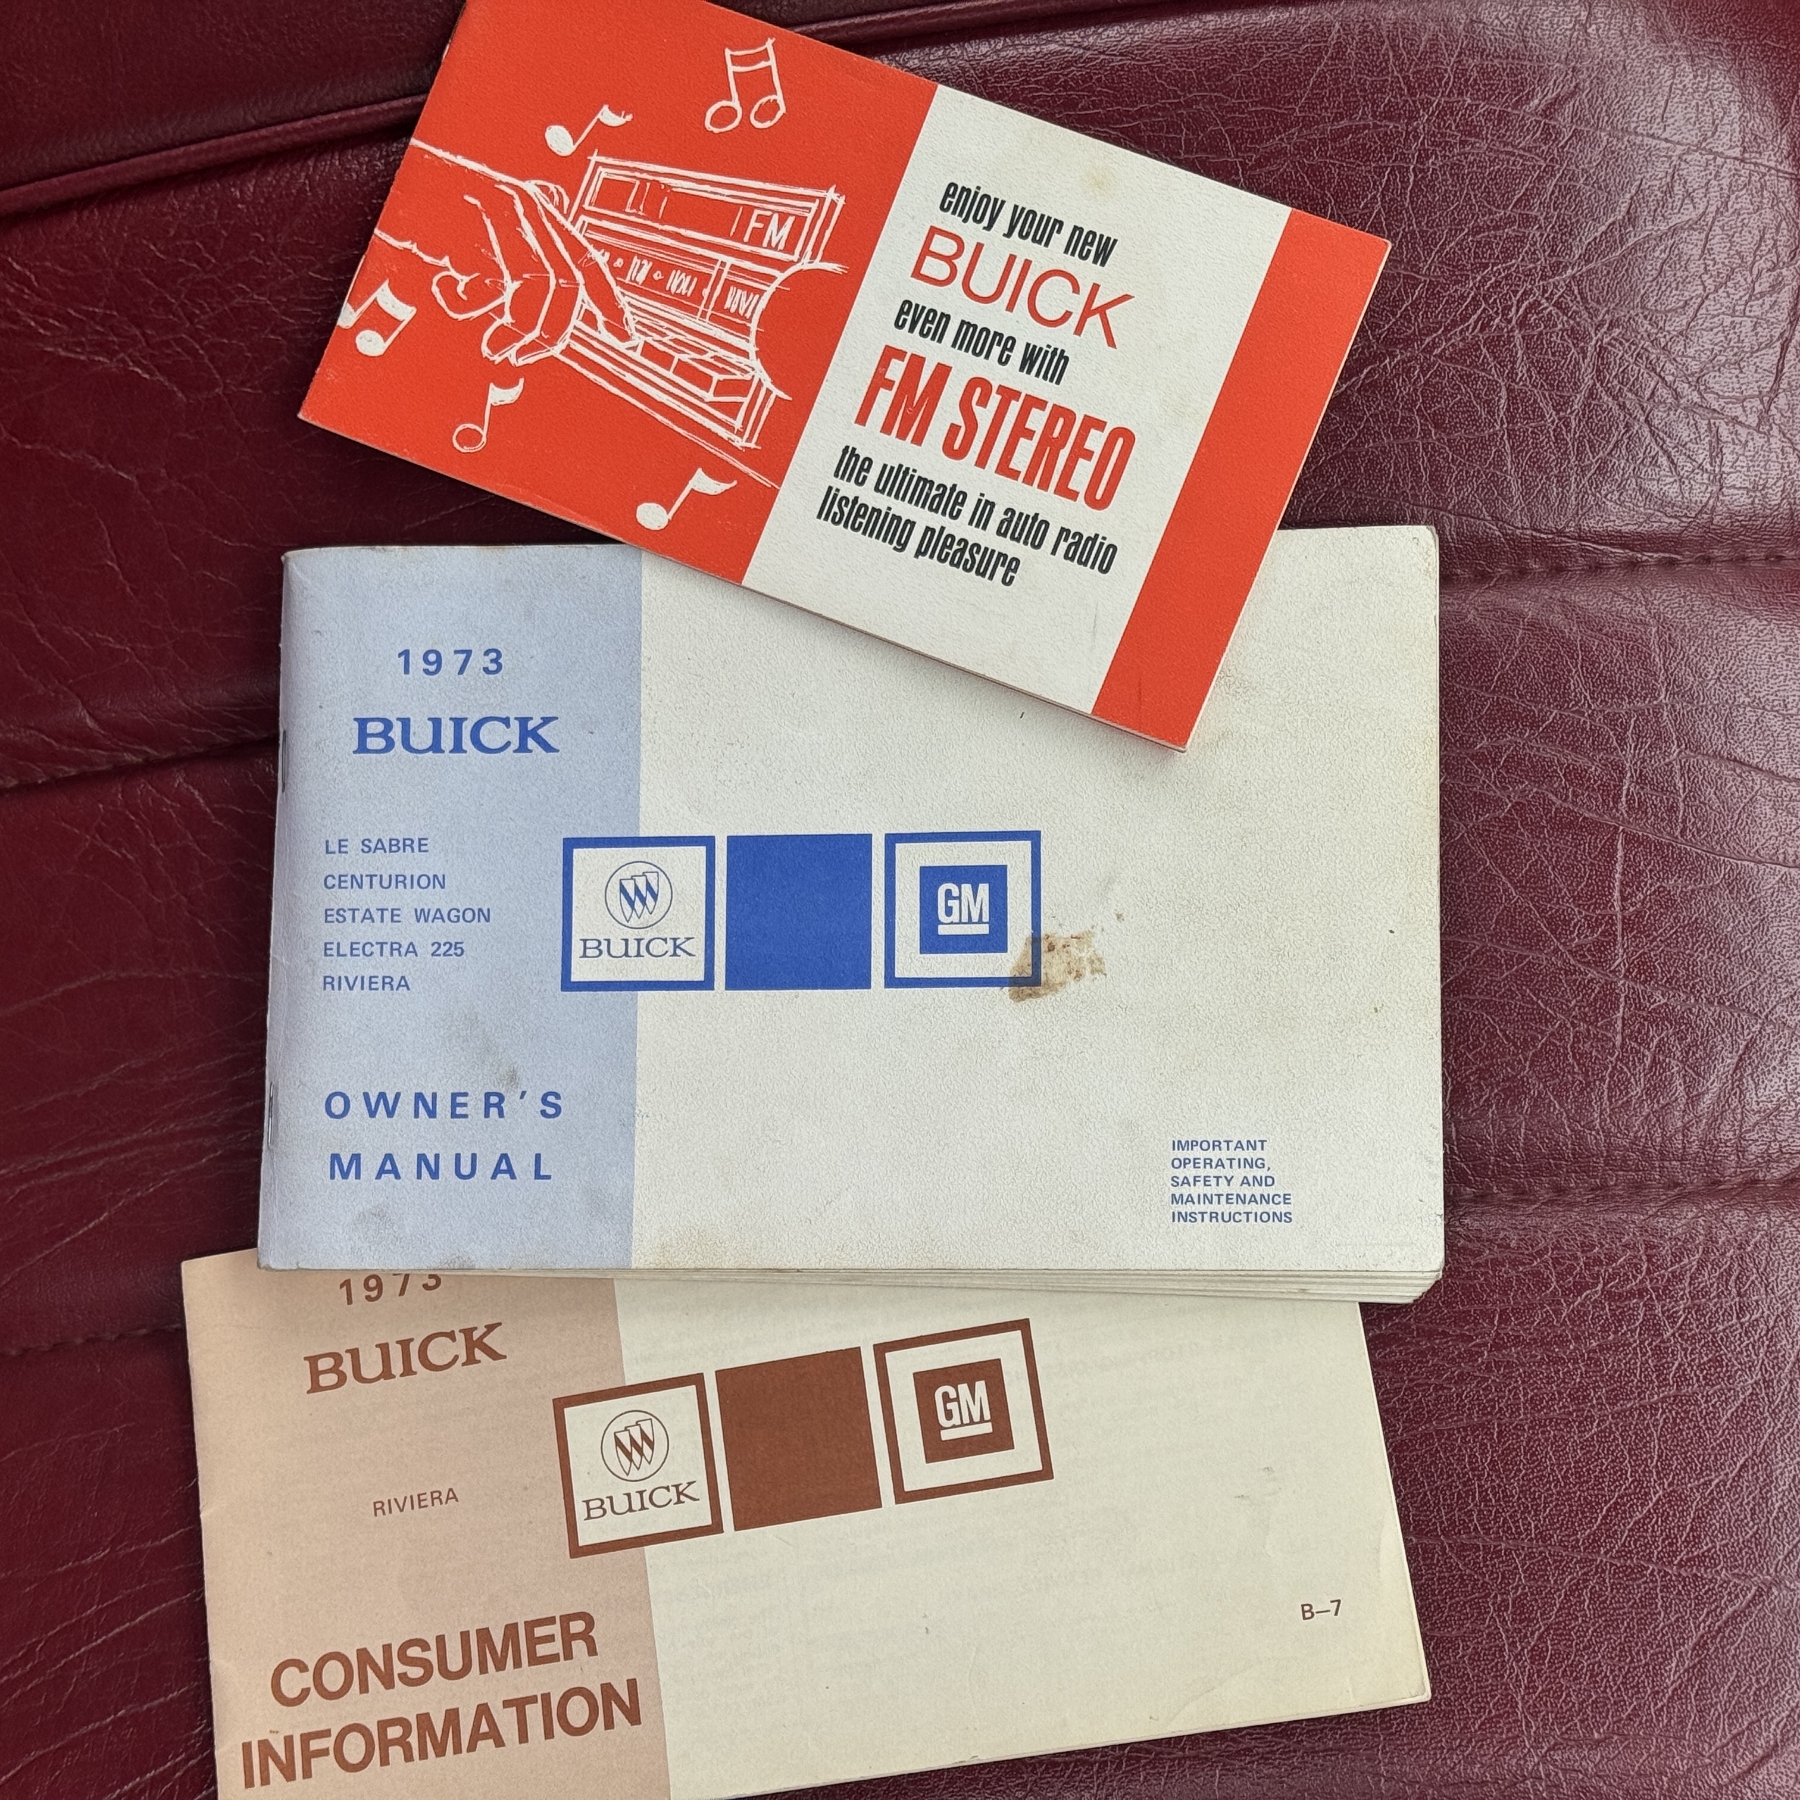 FM
enjoy your new
BUICK
even more with
FM STEREO
the ultimate in auto radio
listening pleasure
1973
BUICK
LE SABRE
CENTURION
ESTATE WAGON
ELECTRA 225
RIVIERA
OWNER'S
MANUAL
BUICK
GM
IMPORTANT
OPERATING,
SAFETY AND
MAINTENANCE
INSTRUCTIONS
1973
BUICK
RIVIERA
CONSUMER
INFORMATION
BUICK
GM
B–7